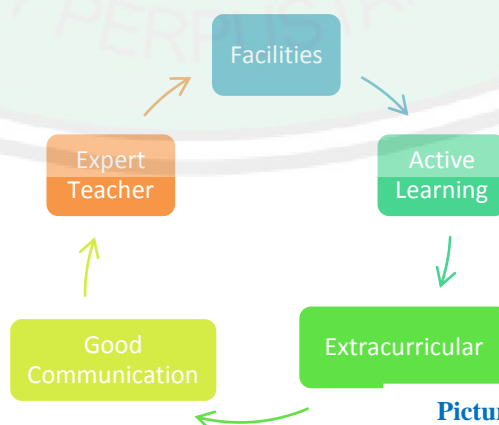 Facilities
Active
Learning
Extracurricular
Good
Communication
Expert
Teacher